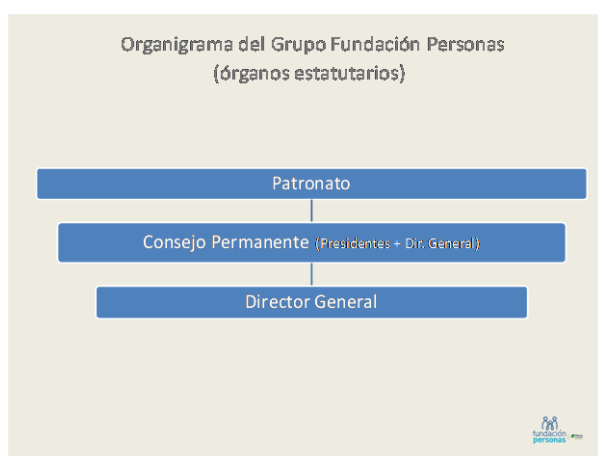 Organigrama del Grupo Fundación Personas
(órganos estatutarios)
Patronato
Consejo Permanente (Presidentes + Dir. General)
Director General
fundación
personas